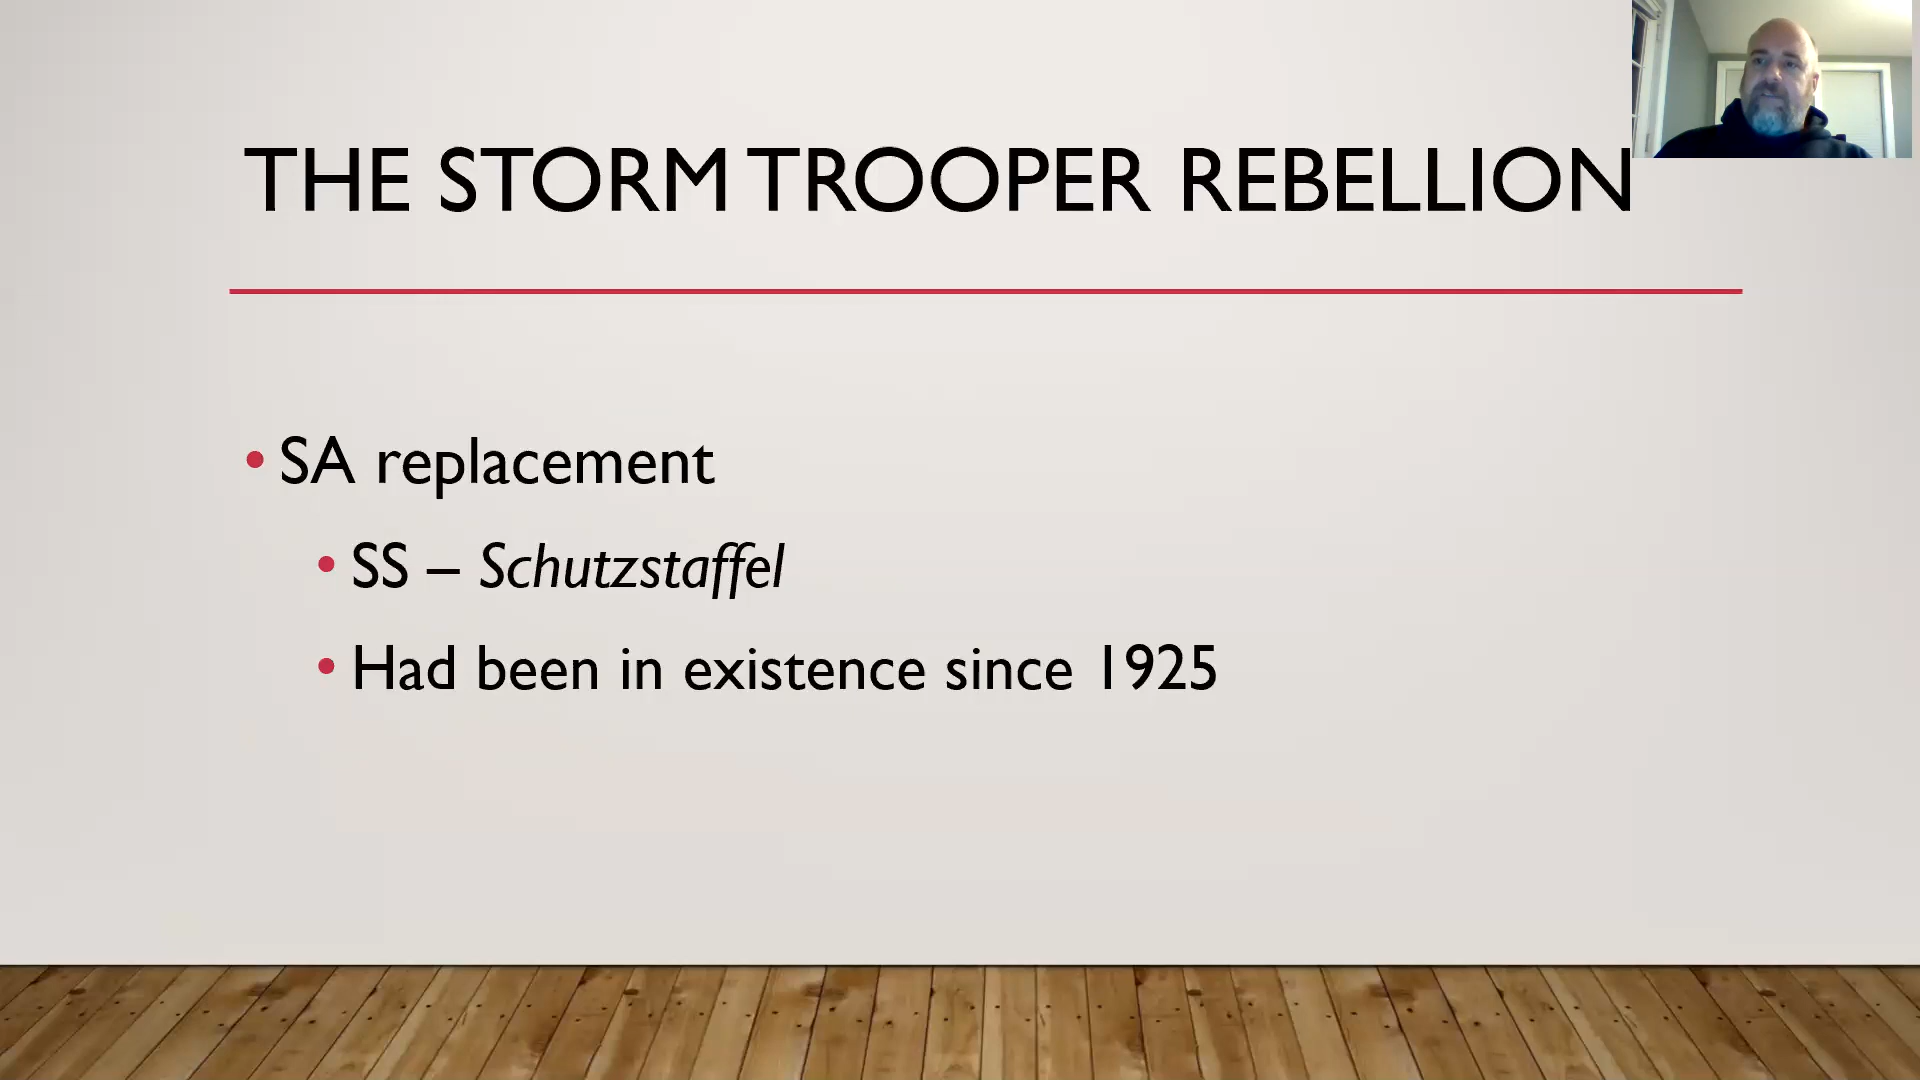 THE STORM TROOPER REBELLION
• SA replacement
• SS – Schutzstaffel
• Had been in existence since 1925